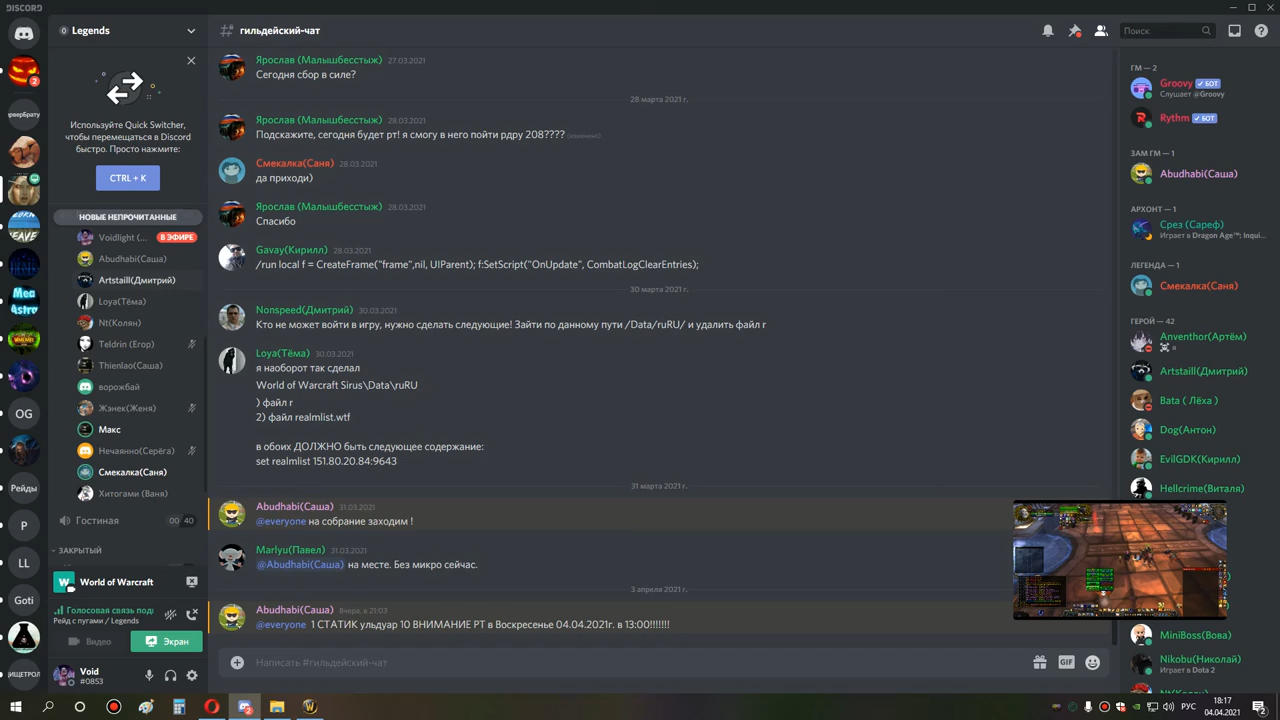 DISCORD
Legends
Используйте Quick Switcher,
чтобы перемещаться в Discord
быстро. Просто нажмите:
CTRL + K
НОВЫЕ НЕПРОЧИТАННЫЕ
Voidlight (...
В ЭФИРЕ
Abudhabi(Саша)
Artstaill(Дмитрий)
Loya(Тёма)
Nt(Колян)
Teldrin (Егор)
Thienlao(Саша)
ворожбай
Жэнек(Женя)
Макс
Нечаянно(Серёга)
Смекалка(Саня)
Хитогами (Ваня)
Гостиная
00 40
ЗАКРЫТЫЙ
World of Warcraft
Голосовая связь подк
Рейд с пугами / Legends
Видео
Экран
Void
#0853
2
OG
Рейды
P
LL
Goti
гильдейский-чат
Поиск
Ярослав (Малышбесстыж) 27.03.2021
Сегодня сбор в силе?
28 марта 2021 г.
Ярослав (Малышбесстыж) 28.03.2021
Подскажите, сегодня будет рт! я смогу в него пойти рдру 208???? (изменено)
Смекалка(Саня) 28.03.2021
да приходи)
Ярослав (Малышбесстыж) 28.03.2021
Спасибо
Gavay(Кирилл) 28.03.2021
/run local f = CreateFrame("frame",nil, UIParent); f:SetScript("OnUpdate", CombatLogClearEntries);
30 марта 2021 г.
Nonspeed(Дмитрий) 30.03.2021
Кто не может войти в игру, нужно сделать следующие! Зайти по данному пути /Data/ruRU/ и удалить файл r
Loya(Тёма) 30.03.2021
я наоборот так сделал
World of Warcraft Sirus\Data\ruRU
) файл r
2) файл realmlist.wtf
в обоих ДОЛЖНО быть следующее содержание:
set realmlist 151.80.20.84:9643
31 марта 2021 г.
Abudhabi(Саша) 31.03.2021
@everyone на собрание заходим !
Marlyu(Павел) 31.03.2021
@Abudhabi(Саша) на месте. Без микро сейчас.
3 апреля 2021 г.
Abudhabi(Саша) Вчера, в 21:03
@everyone 1 СТАТИК ульдуар 10 ВНИМАНИЕ РТ в Воскресенье 04.04.2021г. в 13:00!!!!!!!
Написать #гильдейский-чат
GIF
ГМ — 2
Groovy БОТ
Слушает @Groovy
Rythm БОТ
ЗАМ ГМ — 1
Abudhabi(Саша)
АРХОНТ — 1
Срез (Сареф)
Играет в Dragon Age™: Inqui...
ЛЕГЕНДА — 1
Смекалка(Саня)
ГЕРОЙ — 42
Anventhor(Артём)
я
Artstaill(Дмитрий)
Bata ( Лёха )
Dog(Антон)
EvilGDK(Кирилл)
Hellcrime(Виталя)
MiniBoss(Вова)
Nikobu(Николай)
Играет в Dota 2
Nt(Колян)
РУС
18:17
04.04.2021
2